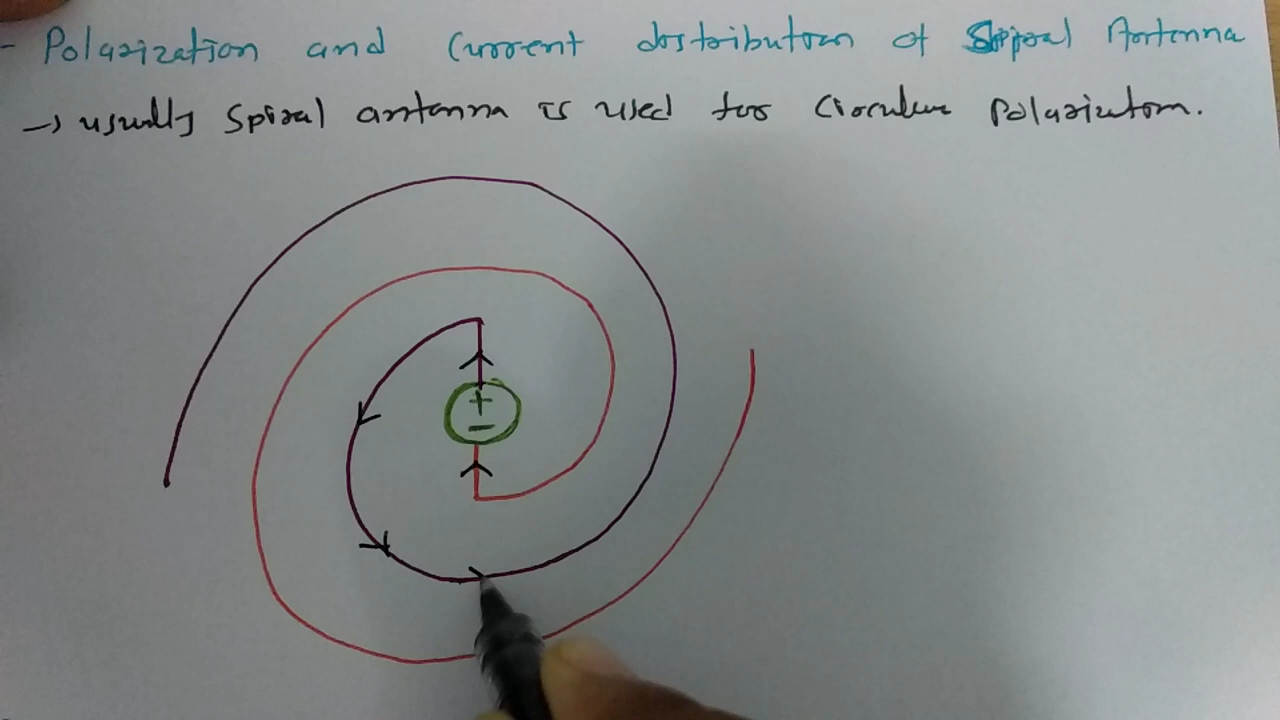 - Polarization and Current distribution of Spiral Antenna
→ usually Spiral antenna is used for Circular Polarization.
+
-